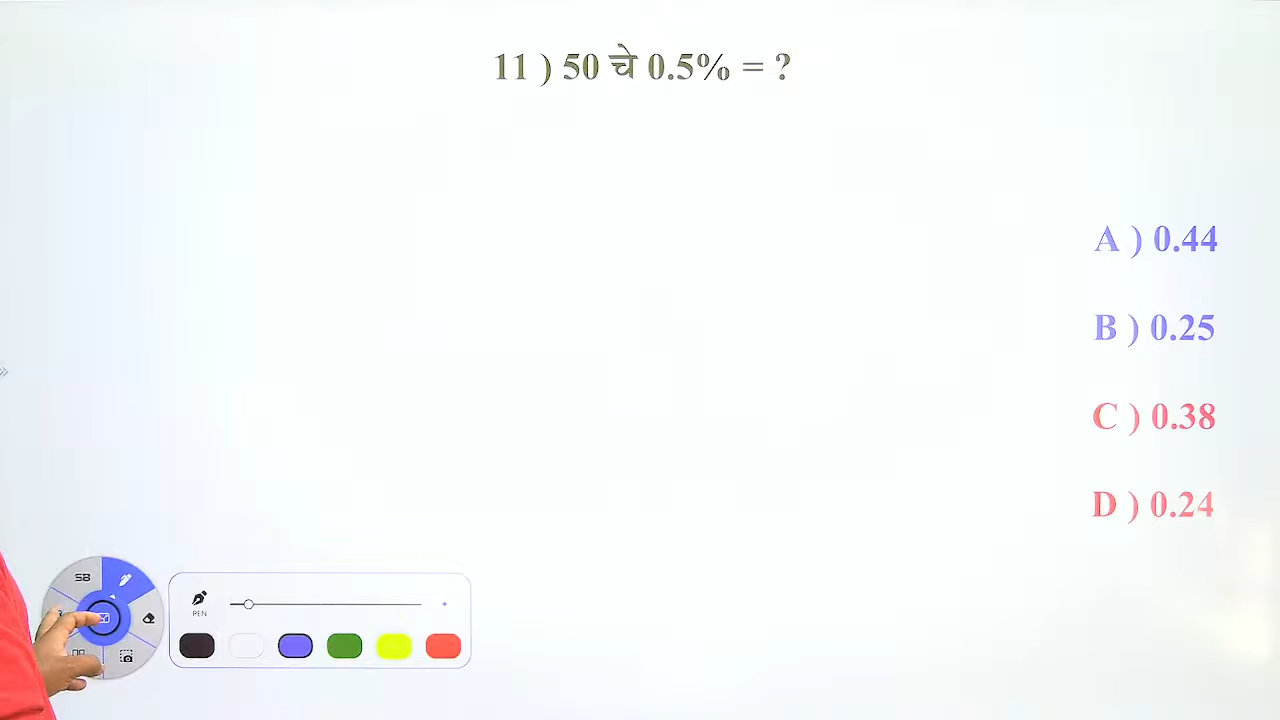 11 ) 50 चे 0.5% = ?
A ) 0.44
B ) 0.25
C ) 0.38
D ) 0.24
SB
PEN